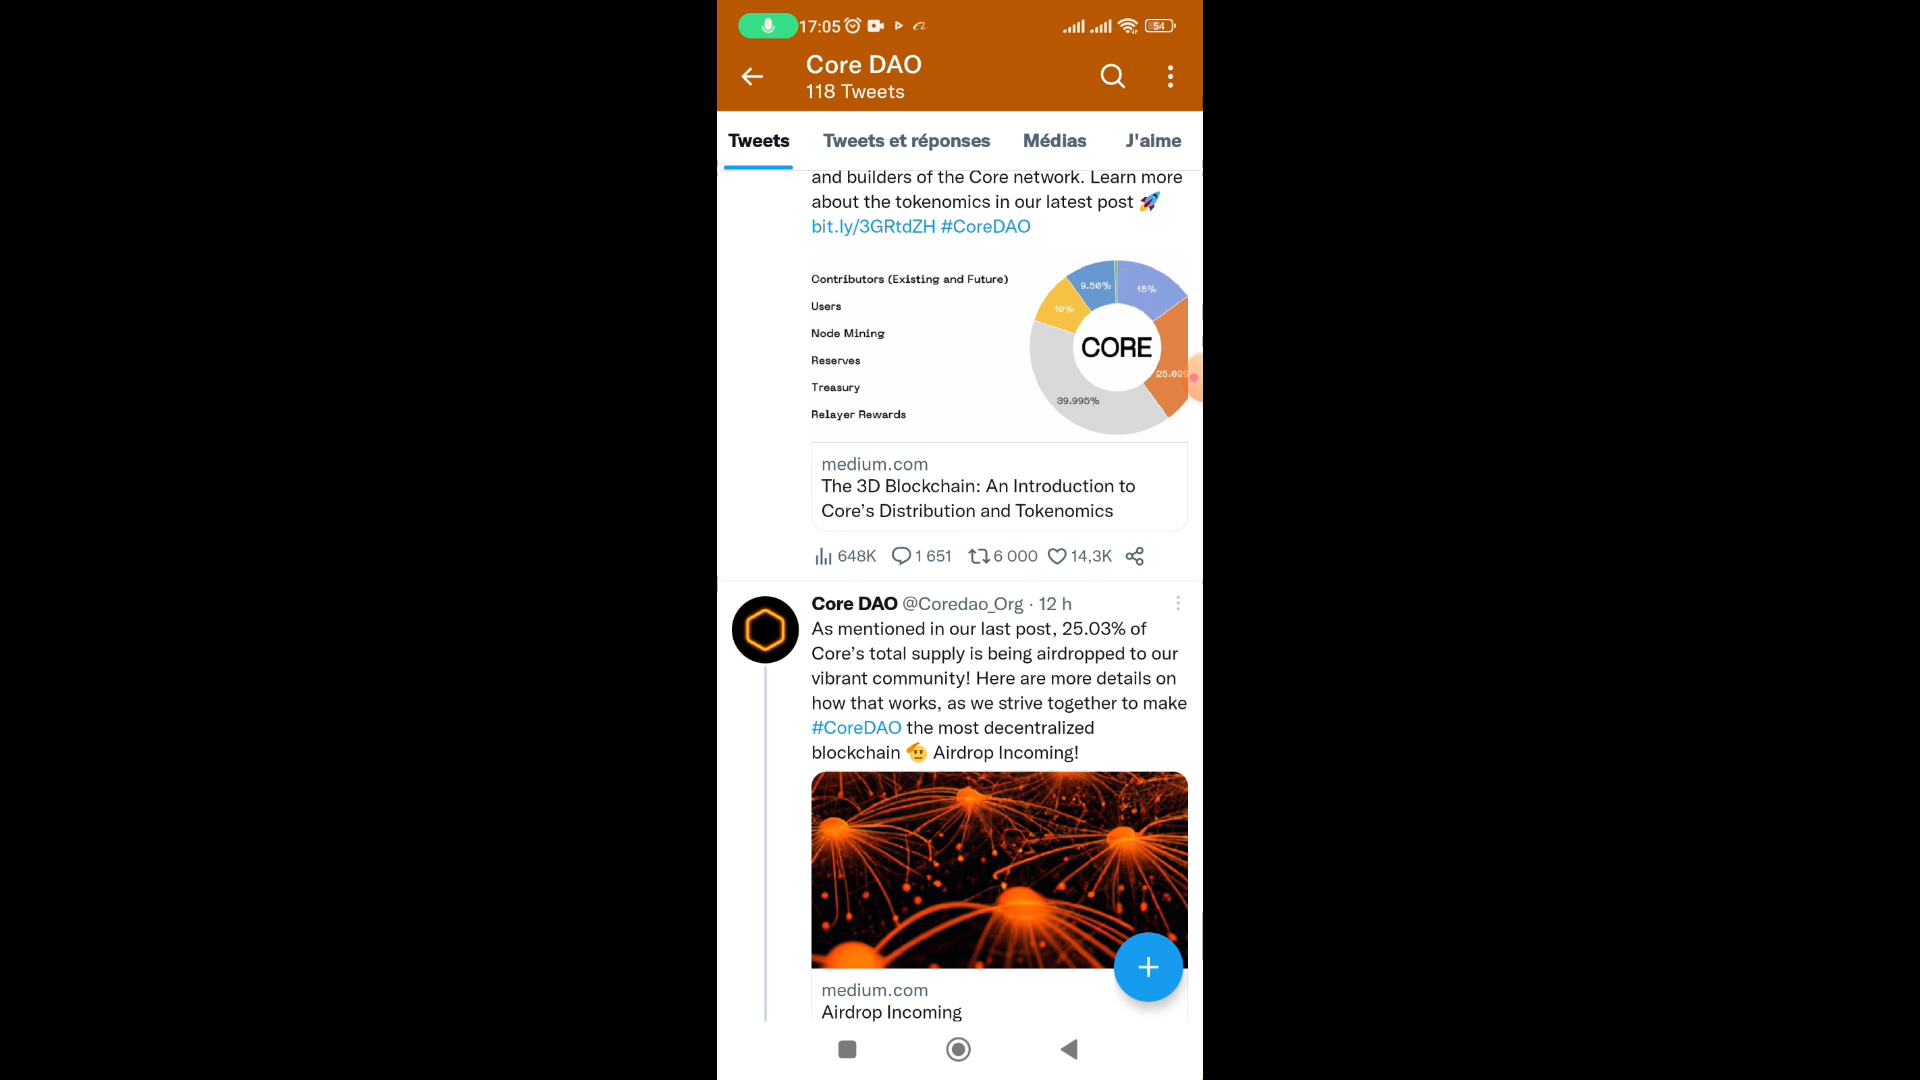 17:05
54
Core DAO
118 Tweets
Tweets
Tweets et réponses
Médias
J'aime
and builders of the Core network. Learn more
about the tokenomics in our latest post 🚀
bit.ly/3GRtdZH #CoreDAO
Contributors (Existing and Future)
Users
Node Mining
Reserves
Treasury
Relayer Rewards
9.50%
15%
10%
CORE
25.02
39.995%
medium.com
The 3D Blockchain: An Introduction to
Core’s Distribution and Tokenomics
648K
1 651
6 000
14,3K
Core DAO @Coredao_Org · 12 h
As mentioned in our last post, 25.03% of
Core’s total supply is being airdropped to our
vibrant community! Here are more details on
how that works, as we strive together to make
#CoreDAO the most decentralized
blockchain 🫡 Airdrop Incoming!
medium.com
Airdrop Incoming